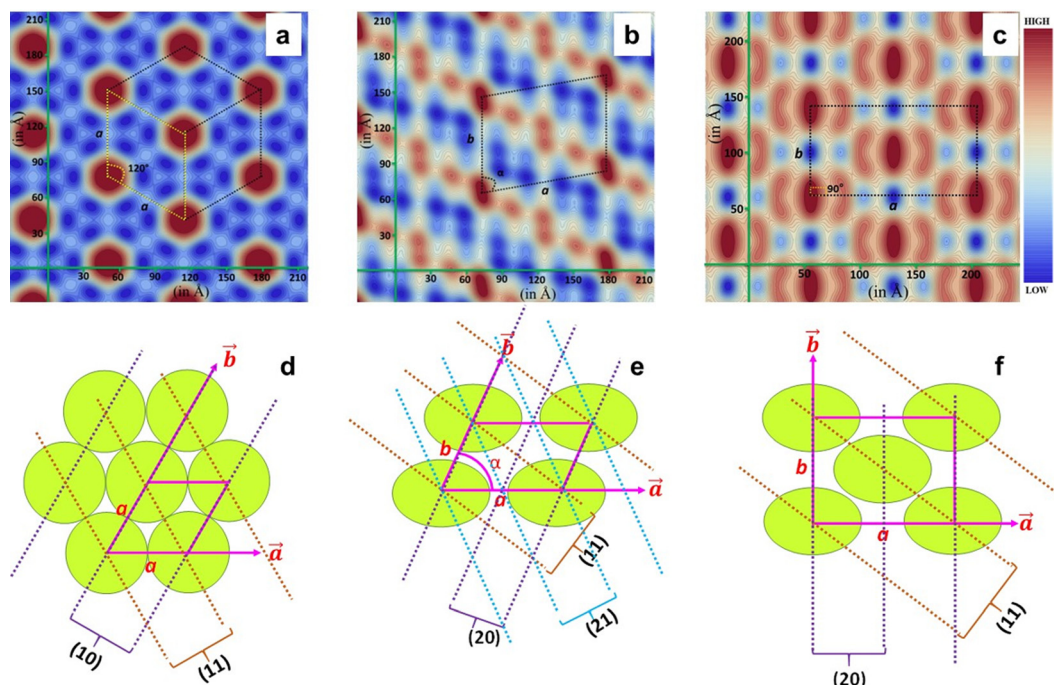 a
210
180
150
120
90
60
30
(in Å)
a
120°
a
30 60 90 120 150 180 210
(in Å)
b
210
180
150
120
90
60
30
(in Å)
b
α
a
30 60 90 120 150 180 210
(in Å)
c
200
150
100
50
(in Å)
b
90°
a
50 100 150 200
(in Å)
HIGH
LOW
d
b
a
a
a
(10)
(11)
e
b
b
α
a
a
(11)
(20)
(21)
f
b
b
a
a
(11)
(20)